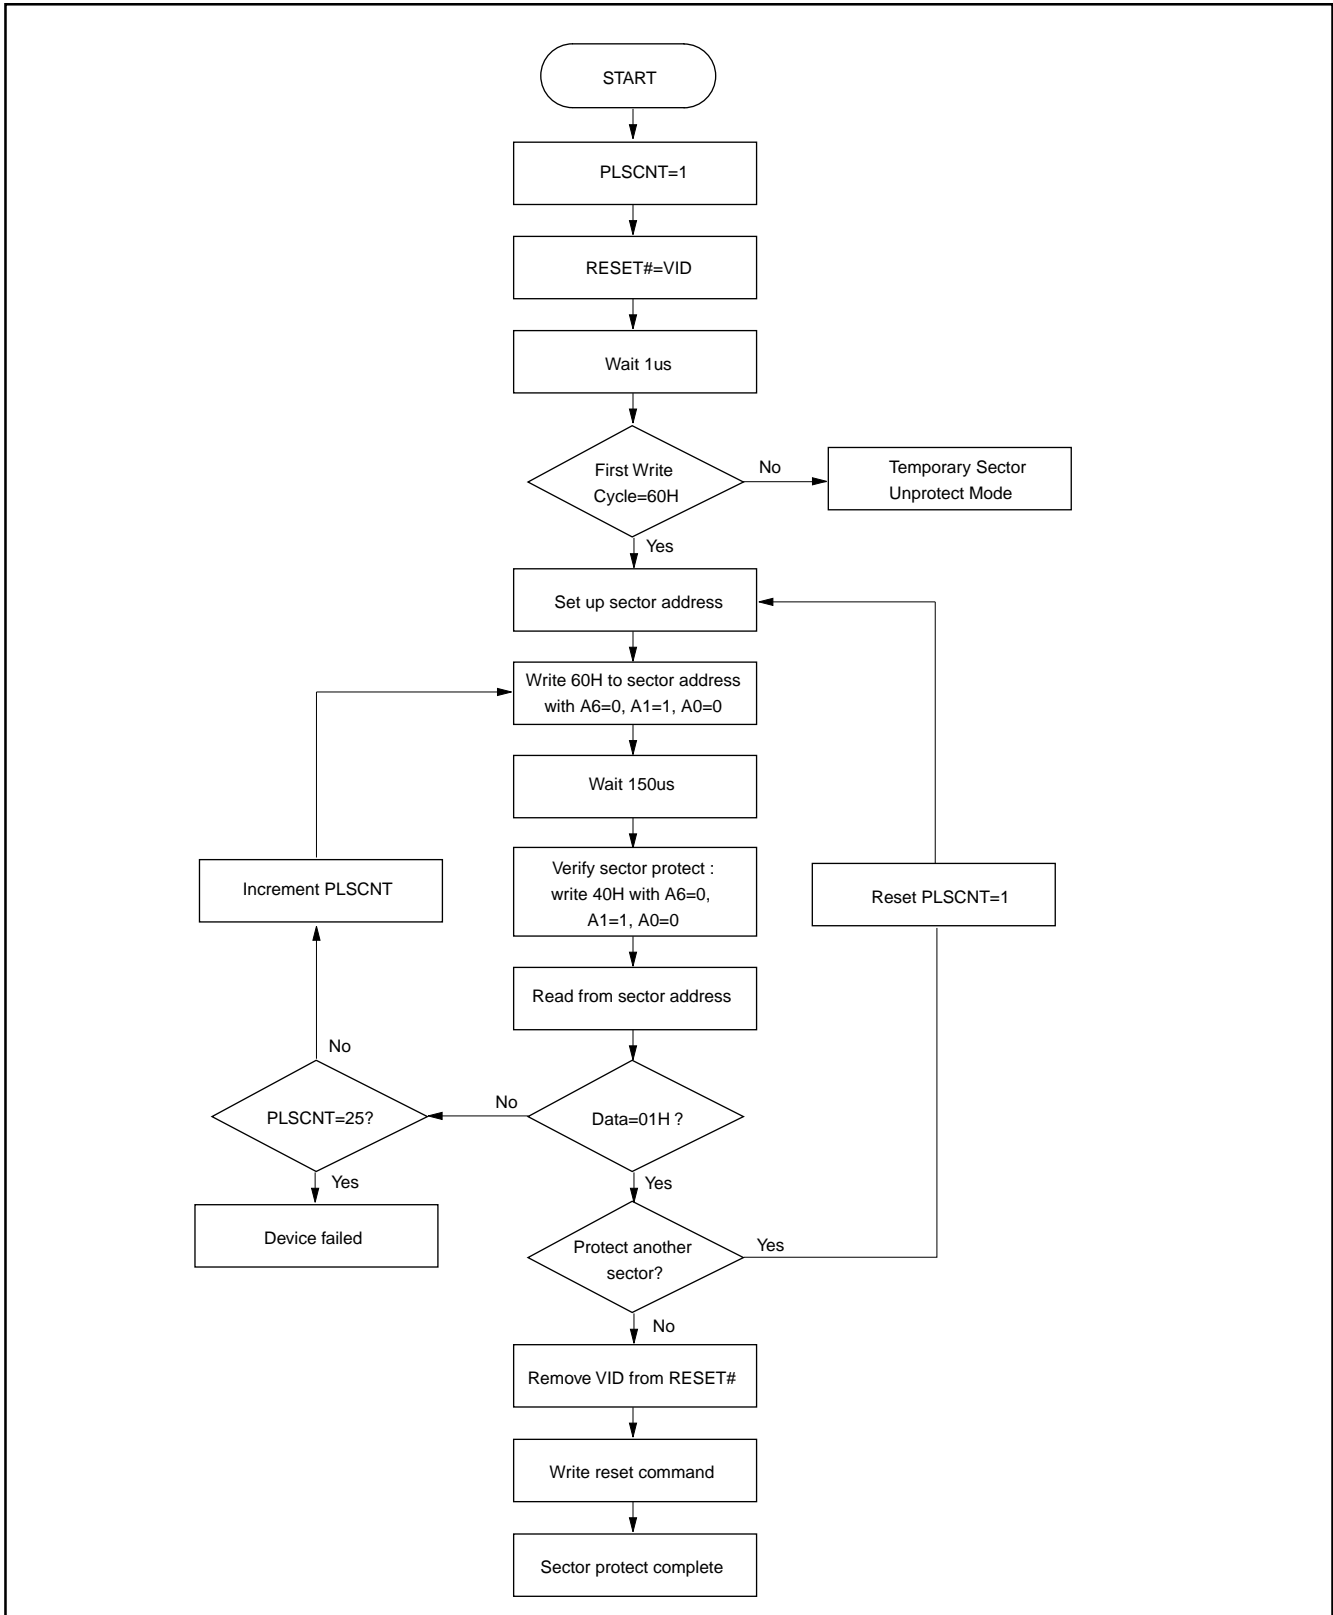 START
PLSCNT=1
RESET#=VID
Wait 1us
First Write
Cycle=60H
No
Temporary Sector
Unprotect Mode
Yes
Set up sector address
Write 60H to sector address
with A6=0, A1=1, A0=0
Wait 150us
Verify sector protect :
write 40H with A6=0,
A1=1, A0=0
Increment PLSCNT
Reset PLSCNT=1
Read from sector address
No
PLSCNT=25?
No
Data=01H ?
Yes
Yes
Device failed
Protect another
sector?
Yes
No
Remove VID from RESET#
Write reset command
Sector protect complete